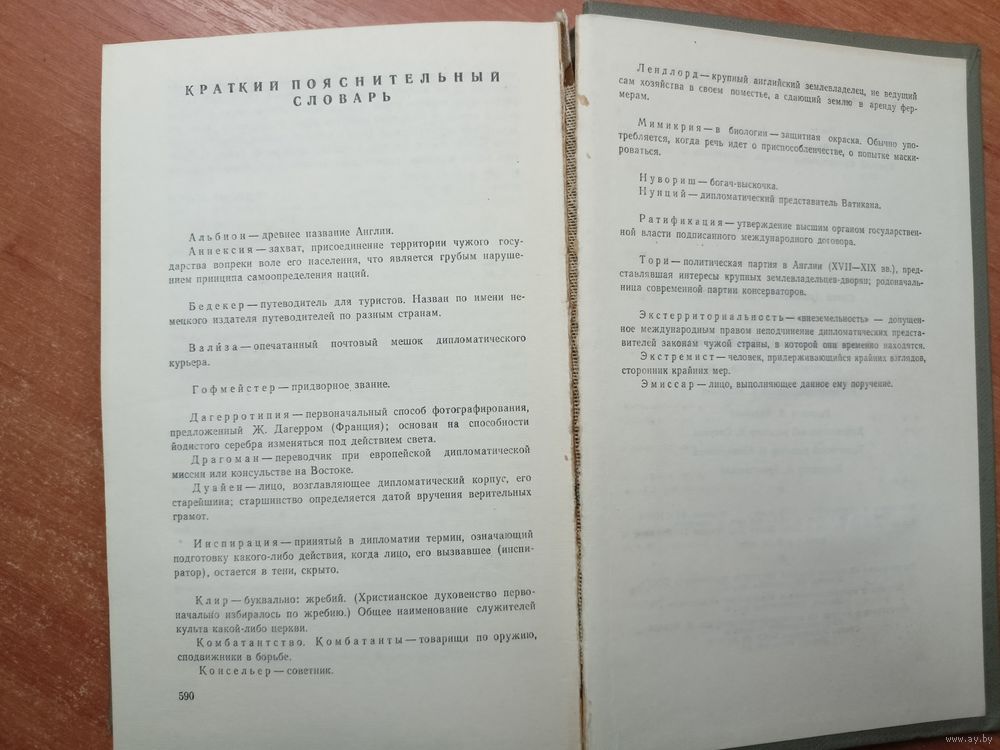 КРАТКИЙ ПОЯСНИТЕЛЬНЫЙ
СЛОВАРЬ
Альбион — древнее название Англии.
Аннексия — захват, присоединение территории чужого госу-
дарства вопреки воле его населения, что является грубым наруше-
нием принципа самоопределения наций.
Бедекер — путеводитель для туристов. Назван по имени не-
мецкого издателя путеводителей по разным странам.
Вализа — опечатанный почтовый мешок дипломатического
курьера.
Гофмейстер — придворное звание.
Дагерротипия — первоначальный способ фотографирования,
предложенный Ж. Дагерром (Франция); основан на способности
йодистого серебра изменяться под действием света.
Драгоман — переводчик при европейской дипломатической
миссии или консульстве на Востоке.
Дуайен — лицо, возглавляющее дипломатический корпус, его
старейшина; старшинство определяется датой вручения верительных
грамот.
Инспирация — принятый в дипломатии термин, означающий
подготовку какого-либо действия, когда лицо, его вызвавшее (инспи-
ратор), остается в тени, скрыто.
Клир — буквально: жребий. (Христианское духовенство перво-
начально избиралось по жребию.) Общее наименование служителей
культа какой-либо церкви.
Комбатантство. Комбатанты — товарищи по оружию,
сподвижники в борьбе.
Консельер — советник.
590
Лендлорд — крупный английский землевладелец, не ведущий
сам хозяйства в своем поместье, а сдающий землю в аренду фер-
мерам.
Мимикрия — в биологии — защитная окраска. Обычно упо-
требляется, когда речь идет о приспособленчестве, о попытке маски-
роваться.
Нувориш — богач-выскочка.
Нунций — дипломатический представитель Ватикана.
Ратификация — утверждение высшим органом государствен-
ной власти подписанного международного договора.
Тори — политическая партия в Англии (XVII—XIX вв.), пред-
ставлявшая интересы крупных землевладельцев-дворян; родоначаль-
ница современной партии консерваторов.
Экстерриториальность — «внеземельность» — допущен-
ное международным правом неподчинение дипломатических предста-
вителей законам чужой страны, в которой они временно находятся.
Экстремист — человек, придерживающийся крайних взглядов,
сторонник крайних мер.
Эмиссар — лицо, выполняющее данное ему поручение.
www.ay.by